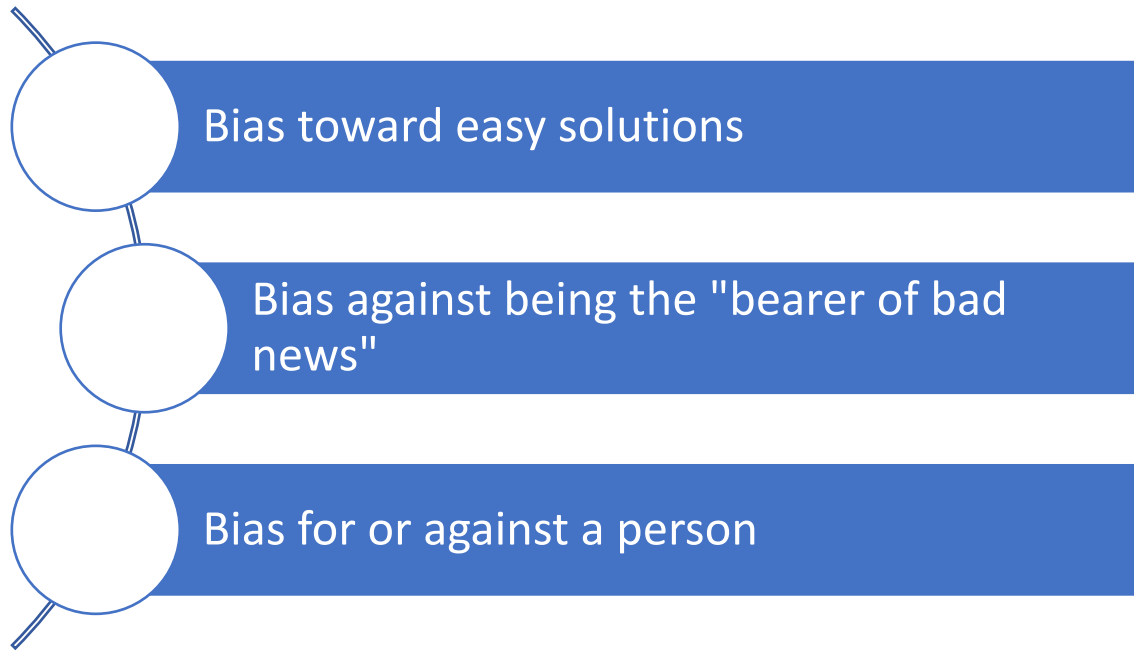 Bias toward easy solutions
Bias against being the "bearer of bad
news"
Bias for or against a person